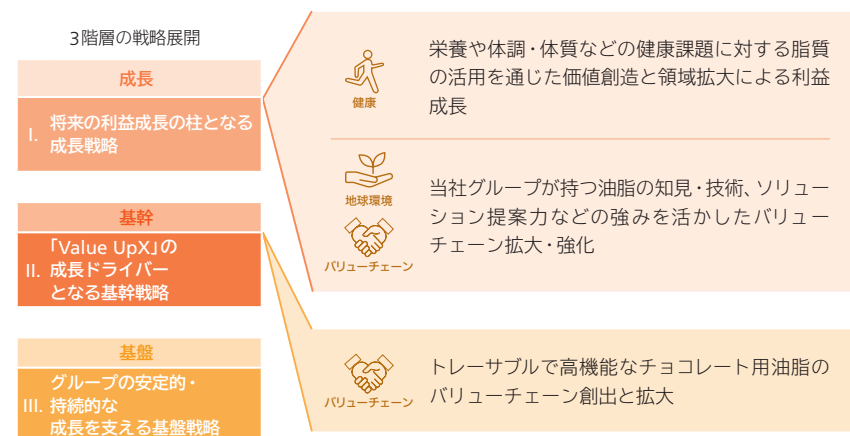 3階層の戦略展開
成長
I. 将来の利益成長の柱となる
成長戦略
基幹
「Value UpX」の
II. 成長ドライバー
となる基幹戦略
基盤
グループの安定的・
III. 持続的な
成長を支える基盤戦略
健康
栄養や体調・体質などの健康課題に対する脂質
の活用を通じた価値創造と領域拡大による利益
成長
地球環境
バリューチェーン
当社グループが持つ油脂の知見・技術、ソリュー
ション提案力などの強みを活かしたバリュー
チェーン拡大・強化
バリューチェーン
トレーサブルで高機能なチョコレート用油脂の
バリューチェーン創出と拡大